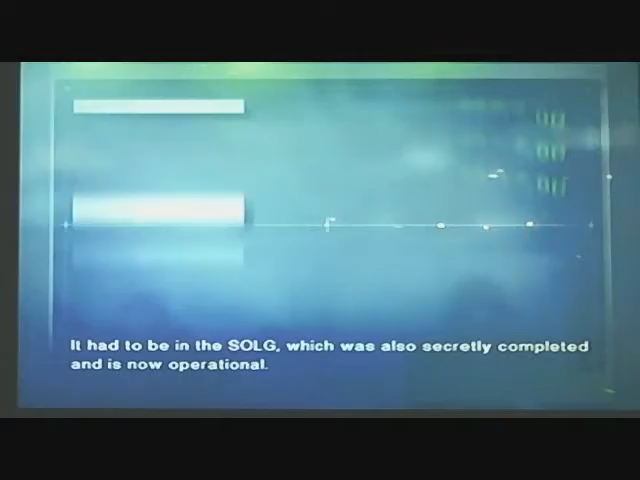 It had to be in the SOLG, which was also secretly completed
and is now operational.